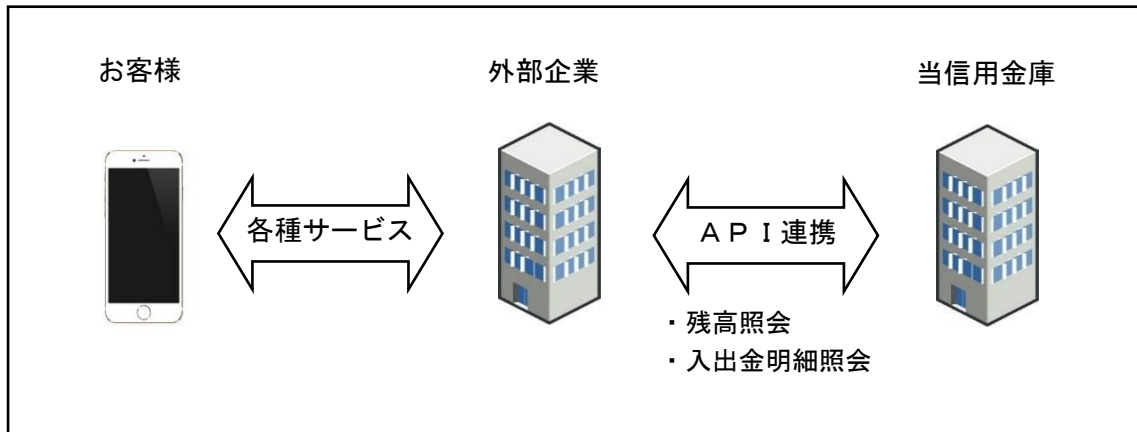 お客様
外部企業
当信用金庫
各種サービス
ＡＰＩ連携
・残高照会
・入出金明細照会